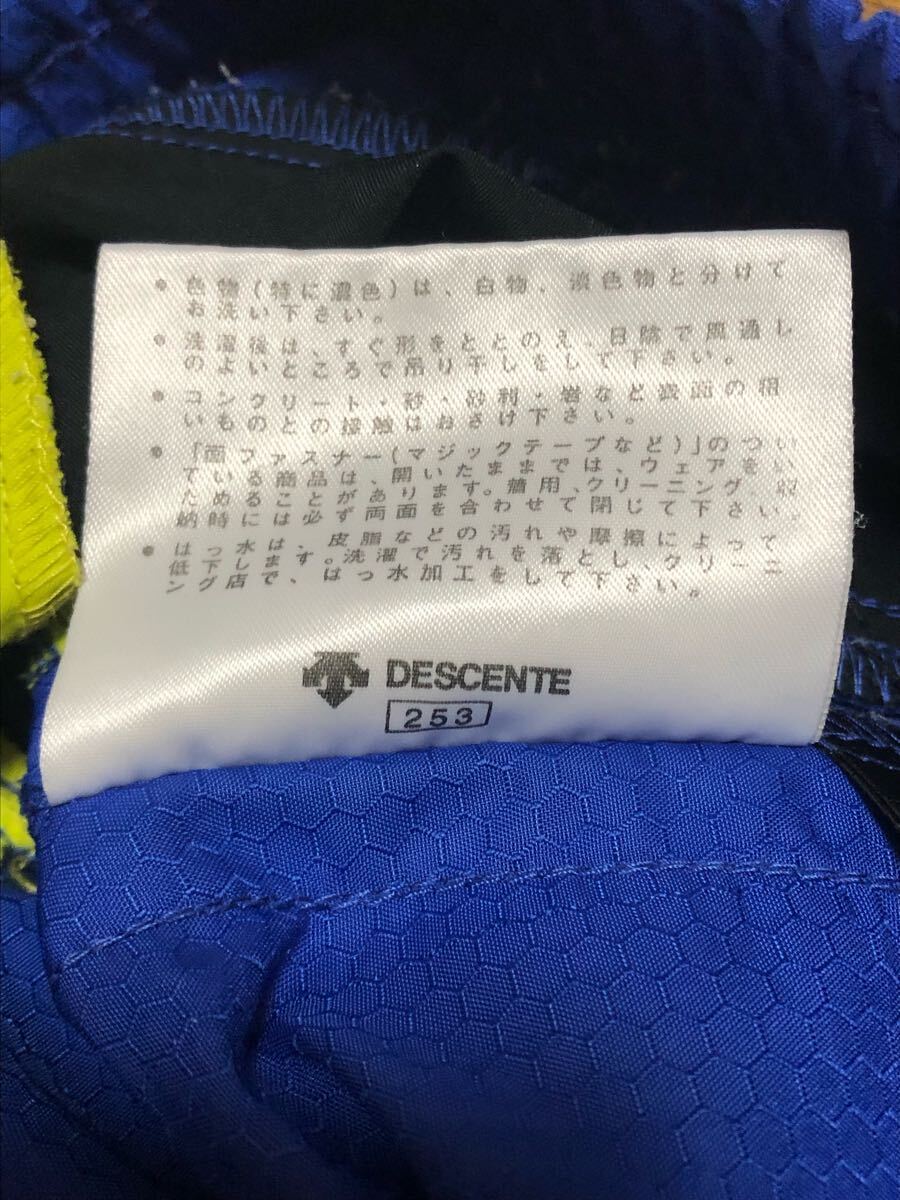 ● 色物(特に濃色)は、白物、淡色物と分けて
お洗い下さい。
● 洗濯後は、すぐ形をととのえ、日陰で風通し
のよいところで吊り干しをして下さい。
● コンクリート・砂・砂利・岩など表面の粗
いものとの接触はおさけ下さい。
● 「面ファスナー(マジックテープなど)」のつい
ている商品は、開いたままでは、ウェアをい
ためることがあります。着用、クリーニング、収
納時には必ず両面を合わせて閉じて下さい。
● はっ水は、皮脂などの汚れや摩擦によって
低下します。洗濯で汚れを落とし、クリーニ
ング店で、はっ水加工をして下さい。
DESCENTE
253